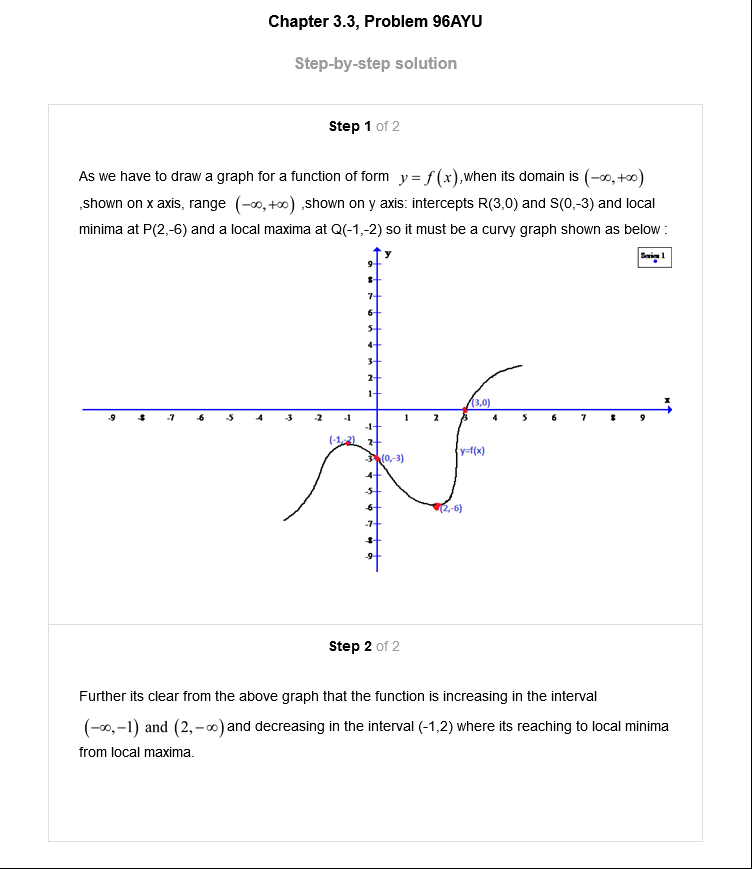 Chapter 3.3, Problem 96AYU
Step-by-step solution
Step 1 of 2
As we have to draw a graph for a function of form y = f(x),when its domain is (−∞,+∞)
,shown on x axis, range (−∞,+∞) ,shown on y axis: intercepts R(3,0) and S(0,-3) and local
minima at P(2,-6) and a local maxima at Q(-1,-2) so it must be a curvy graph shown as below :
y
Series 1
9
8
7
6
5
4
3
2
1
(3,0)
x
-9 -8 -7 -6 -5 -4 -3 -2 -1 1 2 3 4 5 6 7 8 9
-1
(-1,-2)
2
-3
(0,-3)
y=f(x)
-4
-5
-6
(2,-6)
-7
-8
-9
Step 2 of 2
Further its clear from the above graph that the function is increasing in the interval
(−∞,−1) and (2,−∞) and decreasing in the interval (-1,2) where its reaching to local minima
from local maxima.